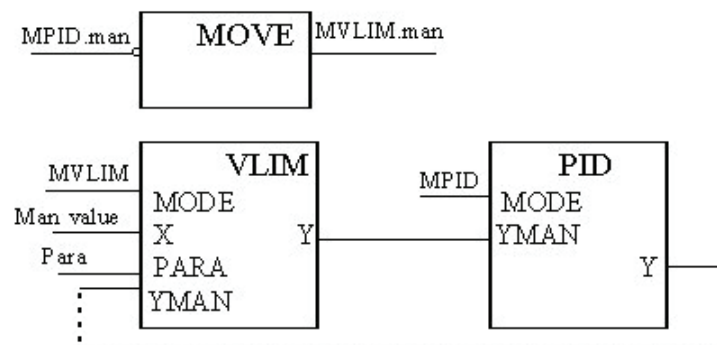 MPID.man MOVE MVLIM.man
VLIM PID
MVLIM MPID
MODE MODE
Man value X Y YMAN
Para PARA Y
YMAN